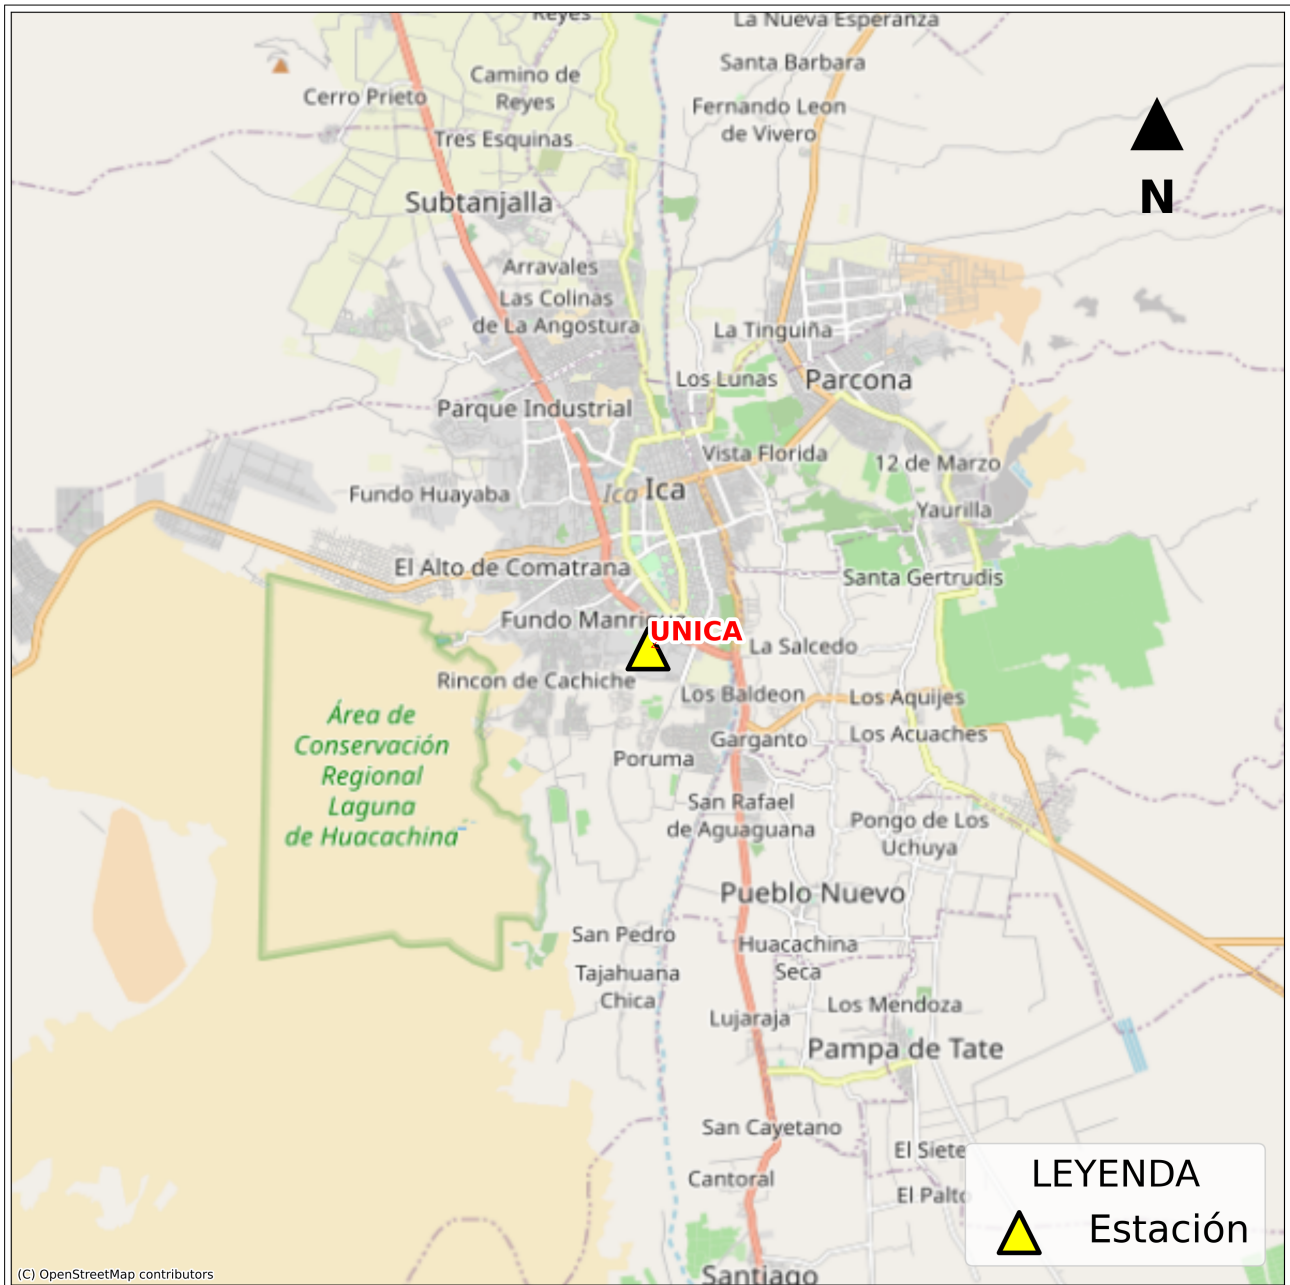 Reyes
La Nueva Esperanza
Santa Barbara
Camino de
Reyes
Cerro Prieto
Fernando Leon
de Vivero
Tres Esquinas
N
Subtanjalla
Arravales
Las Colinas
de La Angostura
La Tinguiña
Los Lunas
Parcona
Parque Industrial
Vista Florida
12 de Marzo
Fundo Huayaba
Ica Ica
Yaurilla
El Alto de Comatrana
Santa Gertrudis
Fundo Manrique
UNICA
La Salcedo
Rincon de Cachiche
Los Baldeon
Los Aquijes
Área de
Conservación
Regional
Laguna
de Huacachina
Garganto
Los Acuaches
Poruma
San Rafael
de Aguaguana
Pongo de Los
Uchuya
Pueblo Nuevo
San Pedro
Huacachina
Seca
Tajahuana
Chica
Los Mendoza
Lujaraja
Pampa de Tate
San Cayetano
El Siete
Cantoral
El Palto
LEYENDA
Estación
Santiago
(C) OpenStreetMap contributors